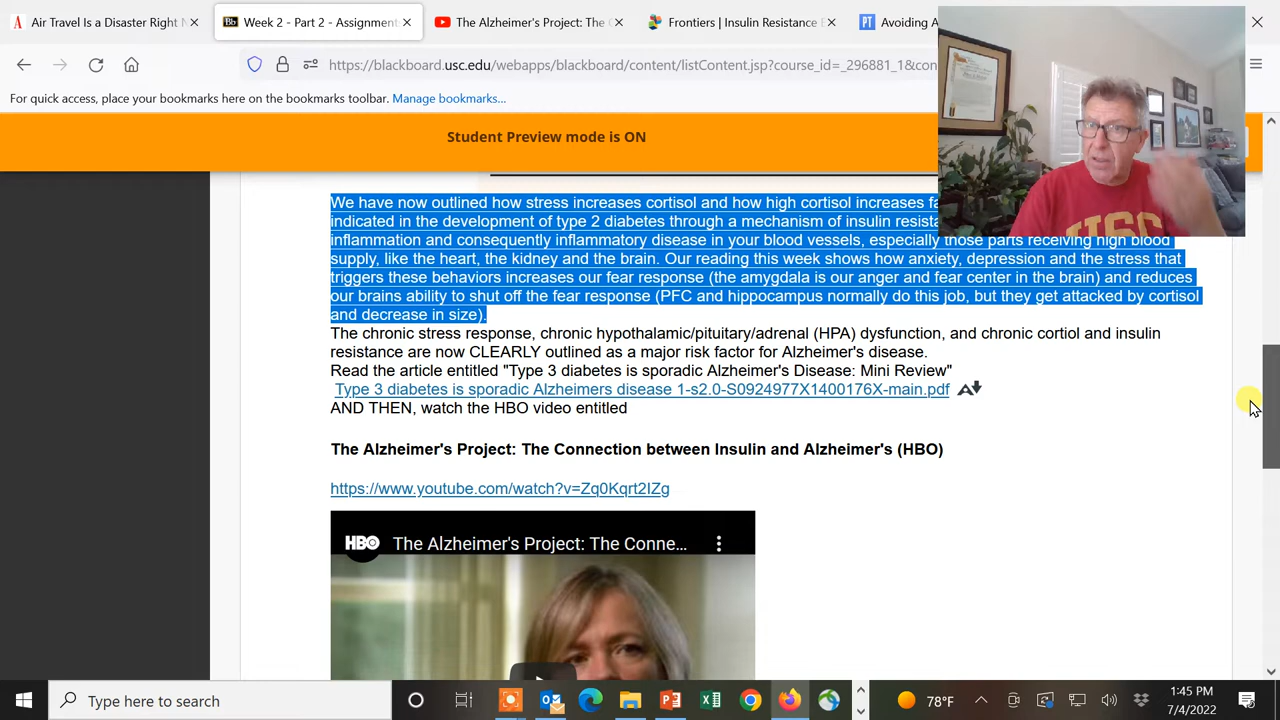 Air Travel Is a Disaster Right N
Week 2 - Part 2 - Assignment
The Alzheimer's Project: The C
Frontiers | Insulin Resistance E
Avoiding A
https://blackboard.usc.edu/webapps/blackboard/content/listContent.jsp?course_id=_296881_1&con
For quick access, place your bookmarks here on the bookmarks toolbar. Manage bookmarks...
Student Preview mode is ON
We have now outlined how stress increases cortisol and how high cortisol increases fa
indicated in the development of type 2 diabetes through a mechanism of insulin resista
inflammation and consequently inflammatory disease in your blood vessels, especially those parts receiving high blood
supply, like the heart, the kidney and the brain. Our reading this week shows how anxiety, depression and the stress that
triggers these behaviors increases our fear response (the amygdala is our anger and fear center in the brain) and reduces
our brains ability to shut off the fear response (PFC and hippocampus normally do this job, but they get attacked by cortisol
and decrease in size).
The chronic stress response, chronic hypothalamic/pituitary/adrenal (HPA) dysfunction, and chronic cortiol and insulin
resistance are now CLEARLY outlined as a major risk factor for Alzheimer's disease.
Read the article entitled "Type 3 diabetes is sporadic Alzheimer's Disease: Mini Review"
Type 3 diabetes is sporadic Alzheimers disease 1-s2.0-S0924977X1400176X-main.pdf
AND THEN, watch the HBO video entitled
The Alzheimer's Project: The Connection between Insulin and Alzheimer's (HBO)
https://www.youtube.com/watch?v=Zq0Kqrt2IZg
HBO The Alzheimer's Project: The Conne...
USC
Type here to search
78°F
1:45 PM
7/4/2022